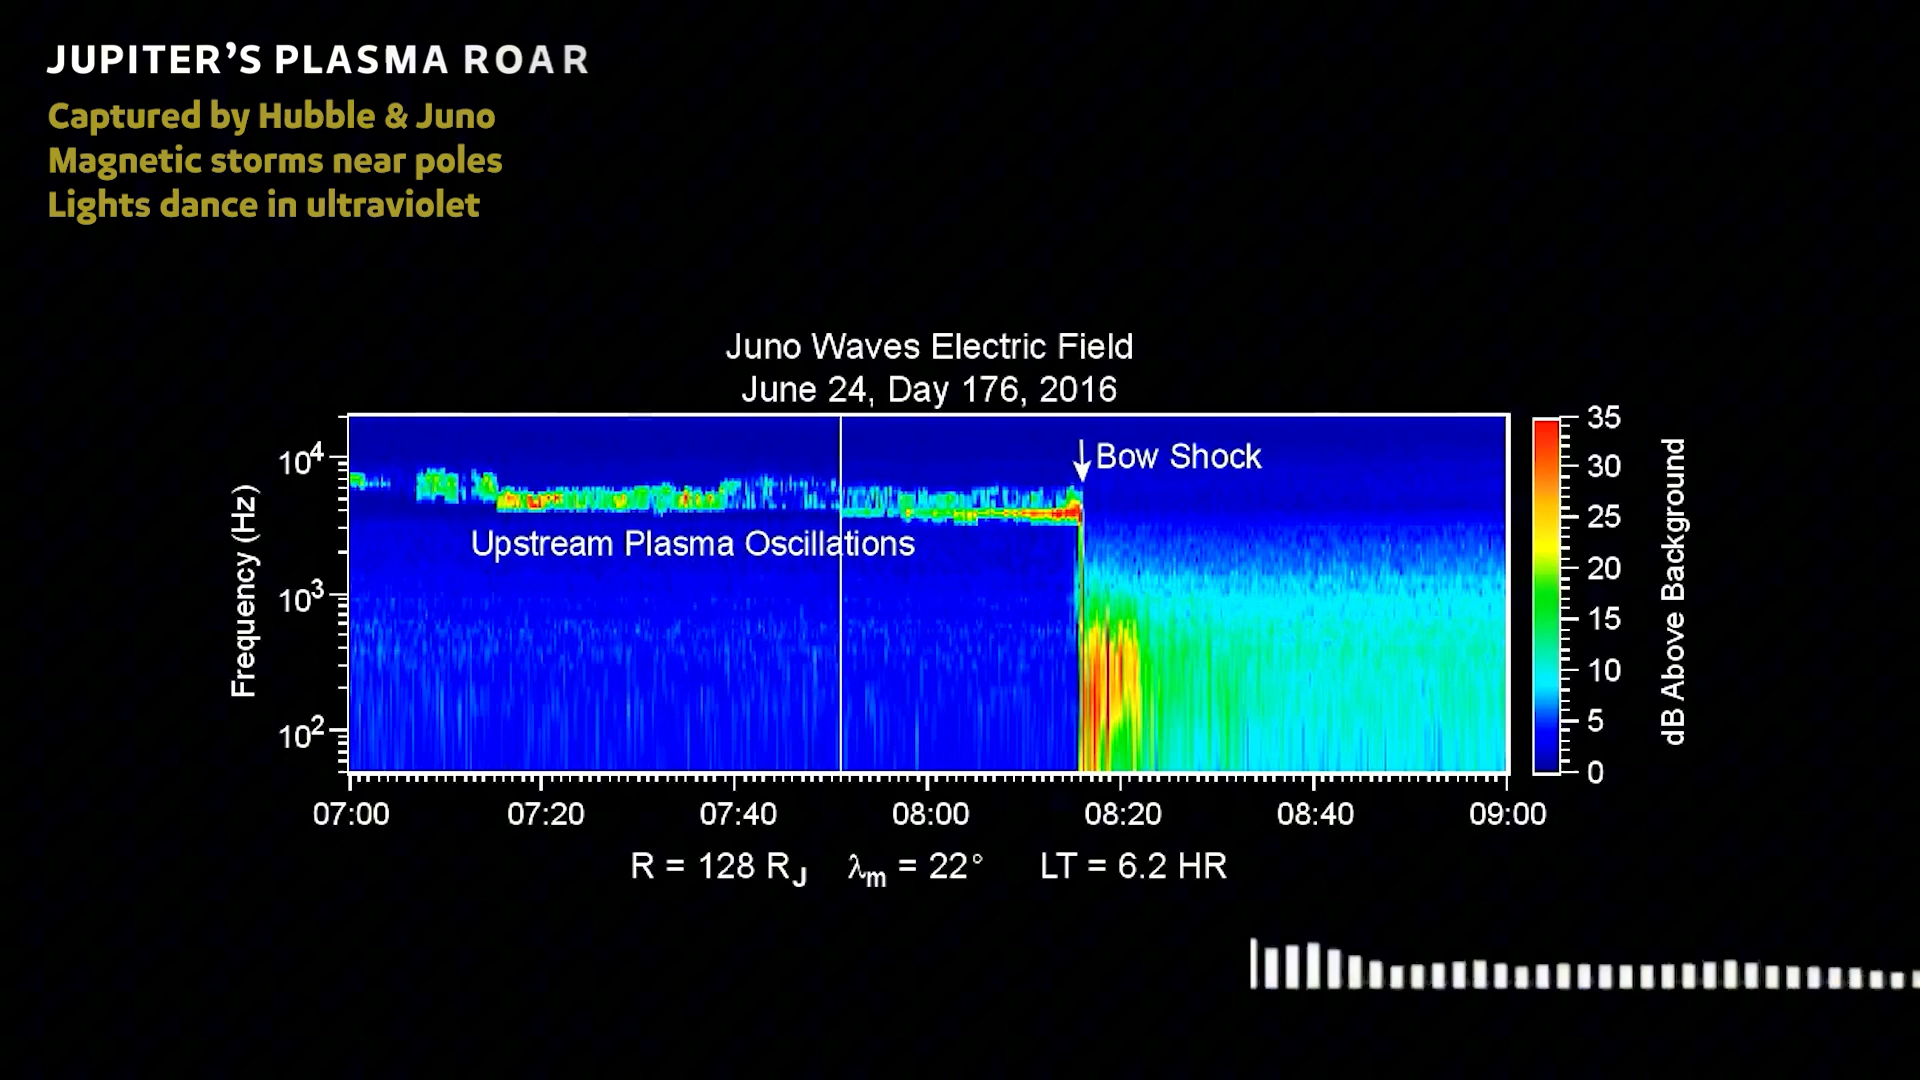 JUPITER’S PLASMA ROAR
Captured by Hubble & Juno
Magnetic storms near poles
Lights dance in ultraviolet
Juno Waves Electric Field
June 24, Day 176, 2016
Frequency (Hz)
10⁴
10³
10²
Bow Shock
Upstream Plasma Oscillations
35
30
25
20
15
10
5
0
dB Above Background
07:00 07:20 07:40 08:00 08:20 08:40 09:00
R = 128 R_J λ_m = 22° LT = 6.2 HR